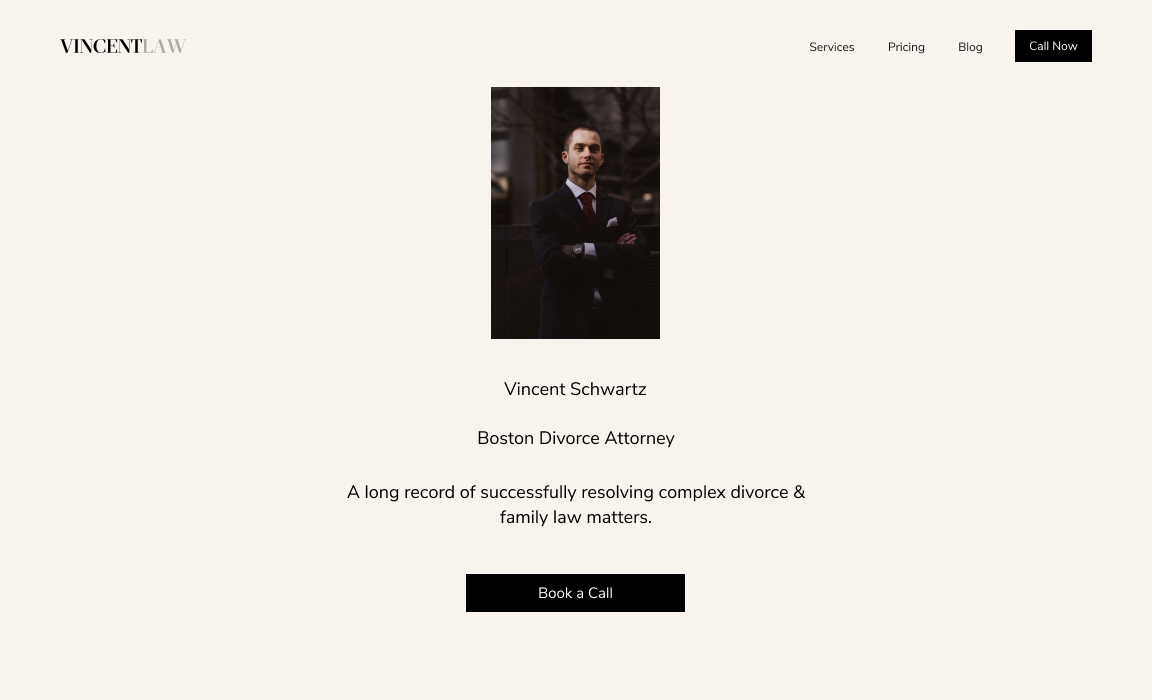 VINCENTLAW
Services
Pricing
Blog
Call Now
Vincent Schwartz
Boston Divorce Attorney
A long record of successfully resolving complex divorce &
family law matters.
Book a Call